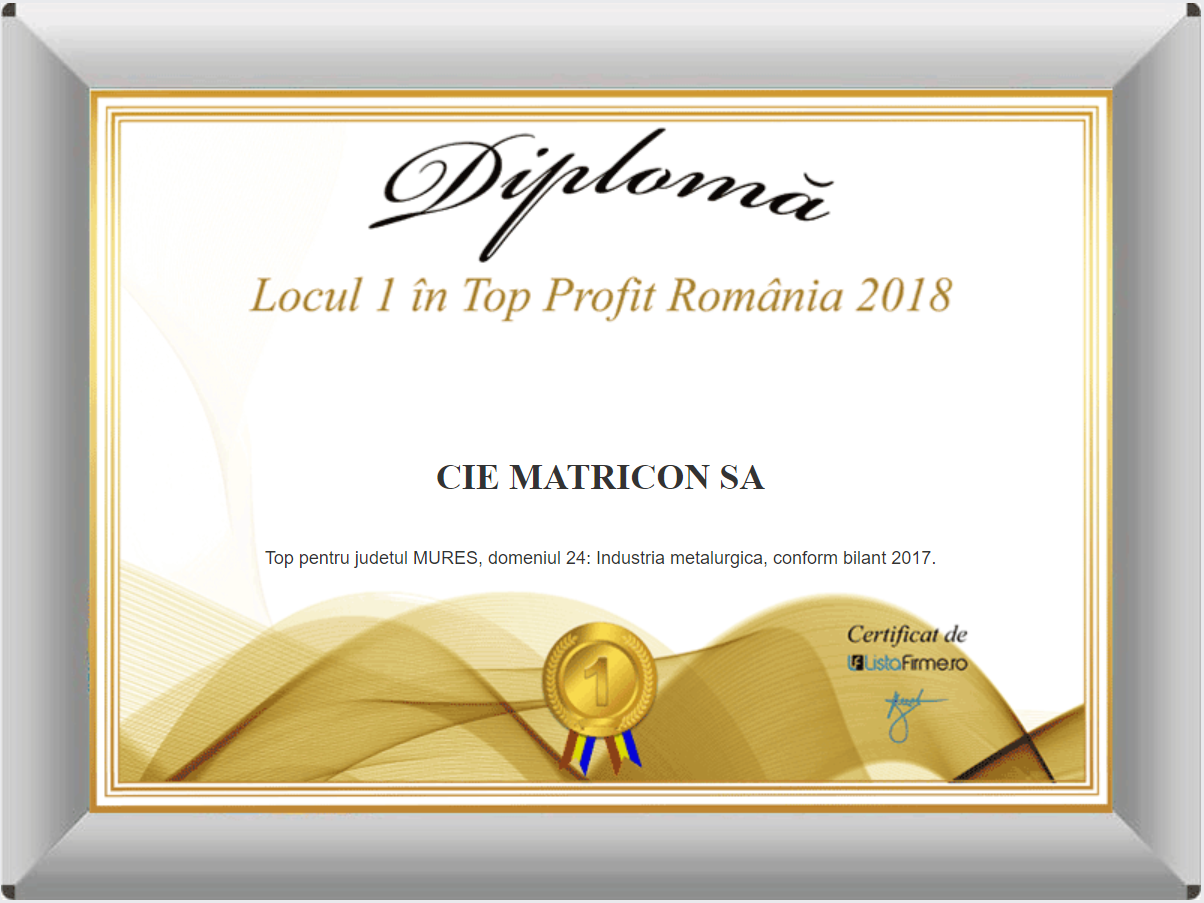 Diplomă
Locul 1 în Top Profit România 2018
CIE MATRICON SA
Top pentru judetul MURES, domeniul 24: Industria metalurgica, conform bilant 2017.
1
Certificat de
LF ListaFirme.ro